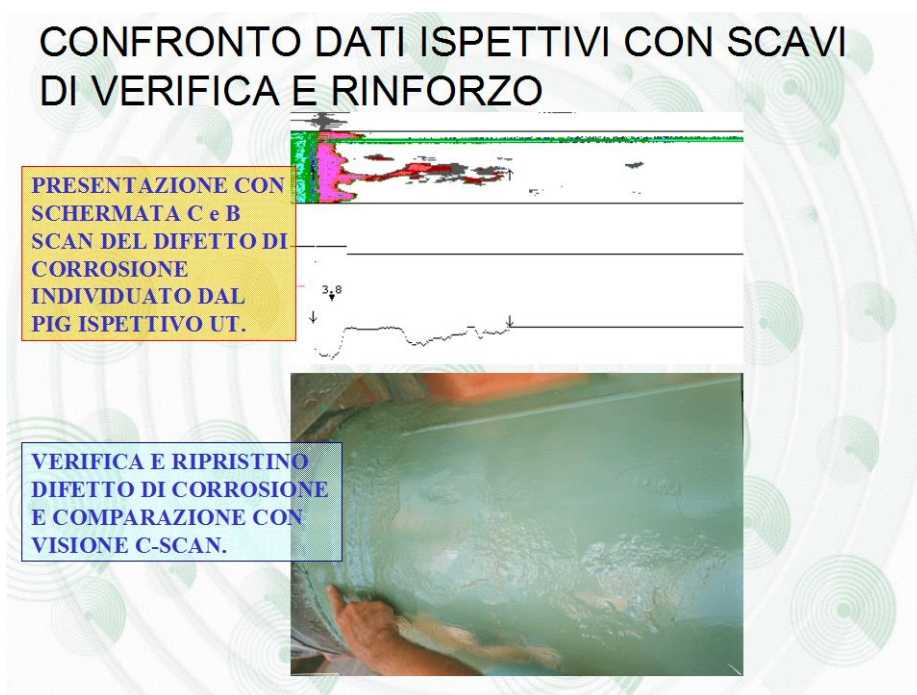 CONFRONTO DATI ISPETTIVI CON SCAVI
DI VERIFICA E RINFORZO
PRESENTAZIONE CON
SCHERMATA C e B
SCAN DEL DIFETTO DI
CORROSIONE
INDIVIDUATO DAL
PIG ISPETTIVO UT.
3.8
VERIFICA E RIPRISTINO
DIFETTO DI CORROSIONE
E COMPARAZIONE CON
VISIONE C-SCAN.